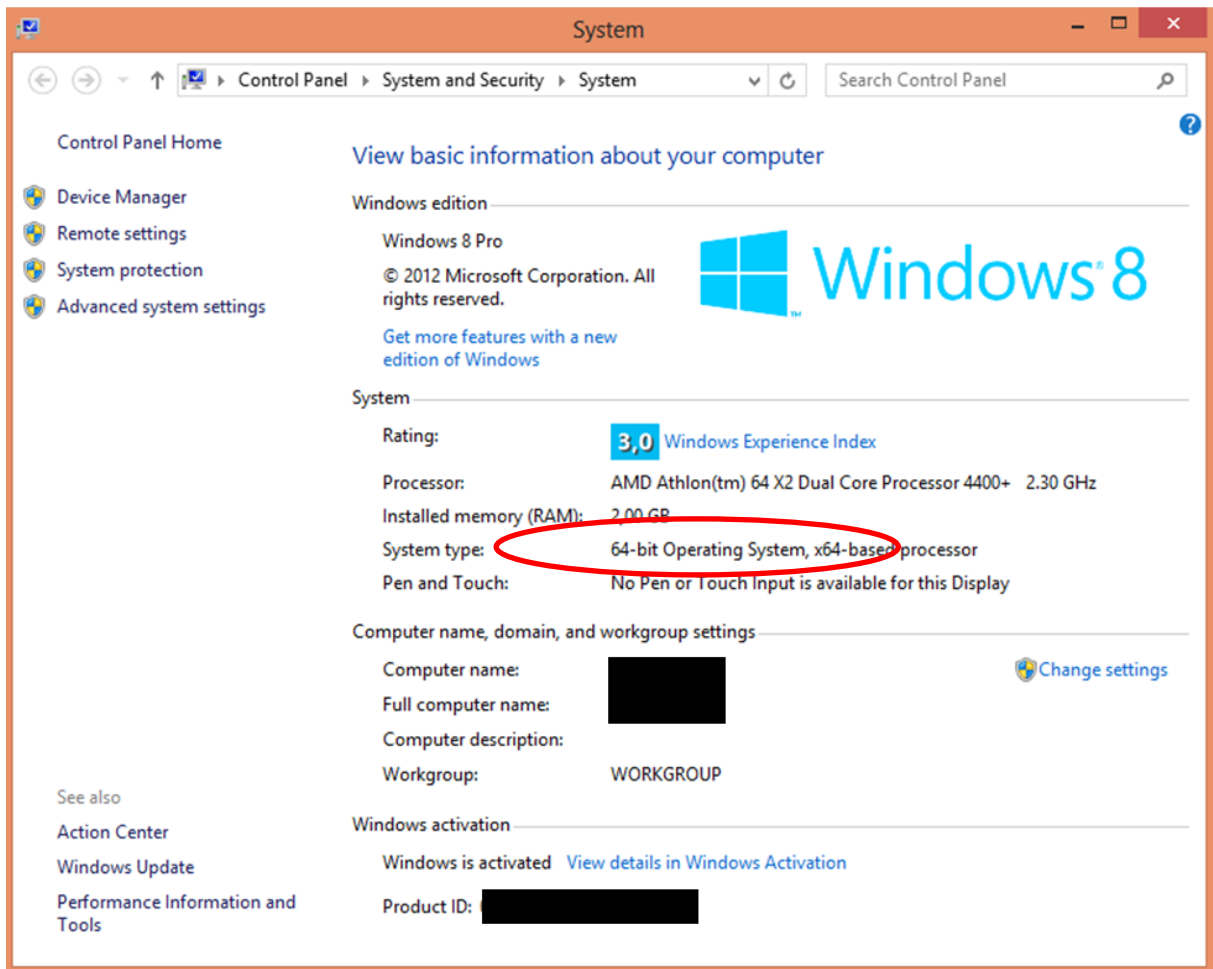 System
Control Panel System and Security System
Search Control Panel
Control Panel Home
Device Manager
Remote settings
System protection
Advanced system settings
View basic information about your computer
Windows edition
Windows 8 Pro
© 2012 Microsoft Corporation. All
rights reserved.
Get more features with a new
edition of Windows
Windows® 8
TM
System
Rating: 3,0 Windows Experience Index
Processor: AMD Athlon(tm) 64 X2 Dual Core Processor 4400+ 2.30 GHz
Installed memory (RAM): 2,00 GB
System type: 64-bit Operating System, x64-based processor
Pen and Touch: No Pen or Touch Input is available for this Display
Computer name, domain, and workgroup settings
Computer name:
Change settings
Full computer name:
Computer description:
Workgroup: WORKGROUP
Windows activation
Windows is activated View details in Windows Activation
Product ID:
See also
Action Center
Windows Update
Performance Information and
Tools